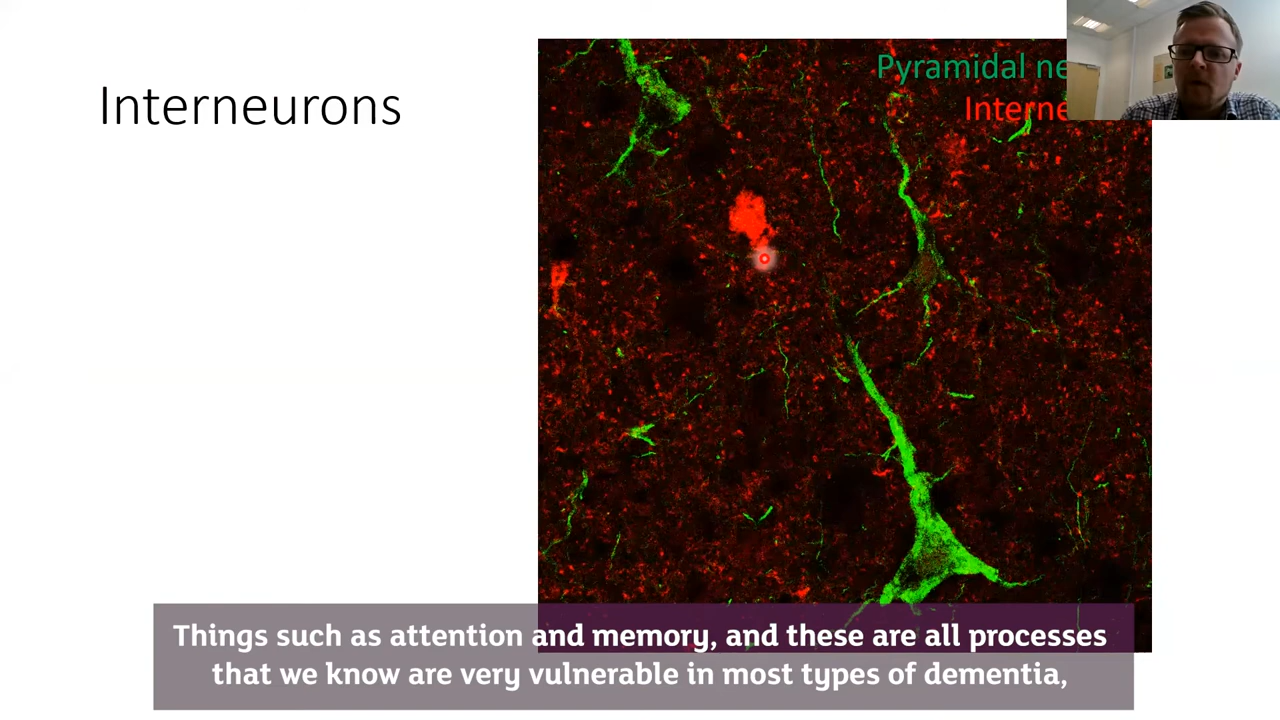 Interneurons
Pyramidal ne
Interne
Things such as attention and memory, and these are all processes
that we know are very vulnerable in most types of dementia,